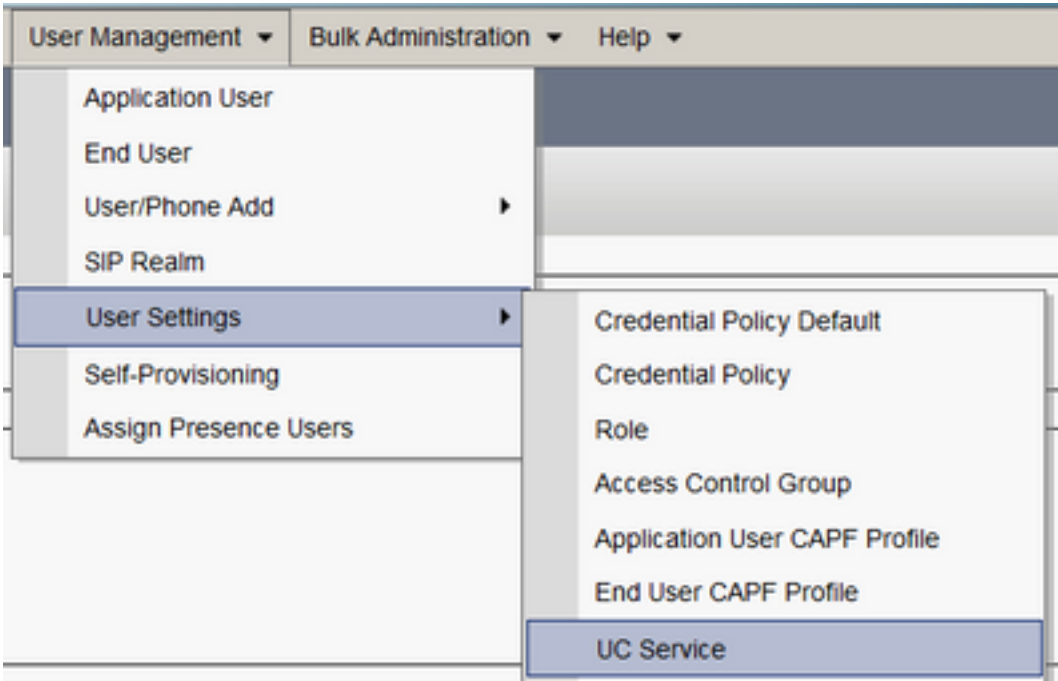 User Management Bulk Administration Help
Application User
End User
User/Phone Add
SIP Realm
User Settings
Self-Provisioning
Assign Presence Users
Credential Policy Default
Credential Policy
Role
Access Control Group
Application User CAPF Profile
End User CAPF Profile
UC Service